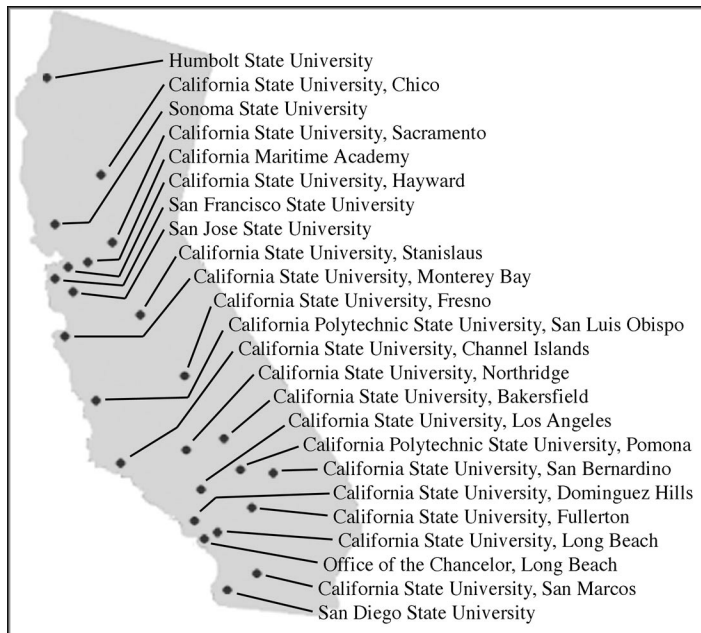 Humbolt State University
California State University, Chico
Sonoma State University
California State University, Sacramento
California Maritime Academy
California State University, Hayward
San Francisco State University
San Jose State University
California State University, Stanislaus
California State University, Monterey Bay
California State University, Fresno
California Polytechnic State University, San Luis Obispo
California State University, Channel Islands
California State University, Northridge
California State University, Bakersfield
California State University, Los Angeles
California Polytechnic State University, Pomona
California State University, San Bernardino
California State University, Dominguez Hills
California State University, Fullerton
California State University, Long Beach
Office of the Chancelor, Long Beach
California State University, San Marcos
San Diego State University